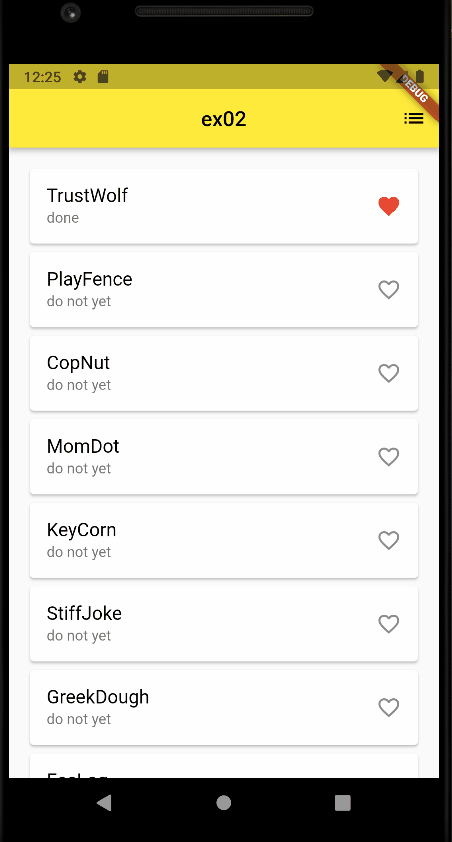 12:25
DEBUG
ex02
TrustWolf
done
PlayFence
do not yet
CopNut
do not yet
MomDot
do not yet
KeyCorn
do not yet
StiffJoke
do not yet
GreekDough
do not yet